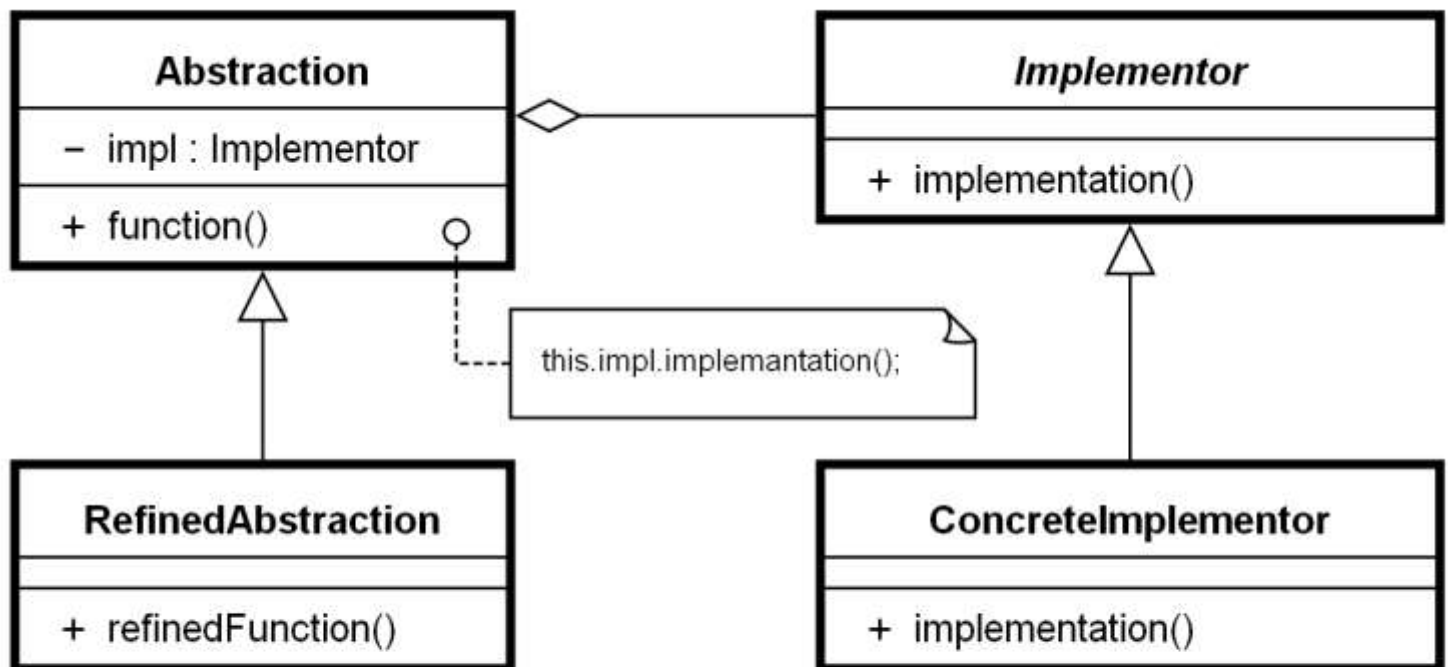 Abstraction
− impl : Implementor
+ function()
Implementor
+ implementation()
this.impl.implemantation();
RefinedAbstraction
+ refinedFunction()
ConcreteImplementor
+ implementation()